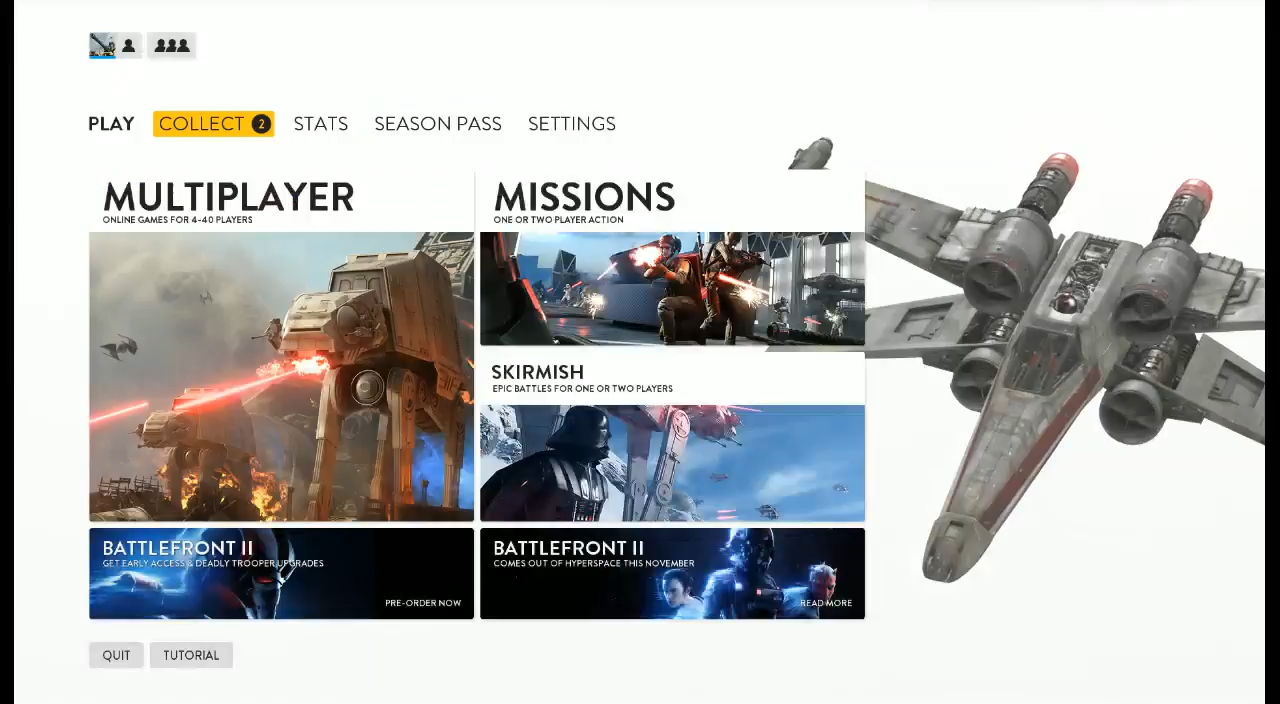 PLAY COLLECT 2 STATS SEASON PASS SETTINGS
MULTIPLAYER
ONLINE GAMES FOR 4-40 PLAYERS
MISSIONS
ONE OR TWO PLAYER ACTION
SKIRMISH
EPIC BATTLES FOR ONE OR TWO PLAYERS
BATTLEFRONT II
GET EARLY ACCESS & DEADLY TROOPER UPGRADES
PRE-ORDER NOW
BATTLEFRONT II
COMES OUT OF HYPERSPACE THIS NOVEMBER
READ MORE
QUIT TUTORIAL